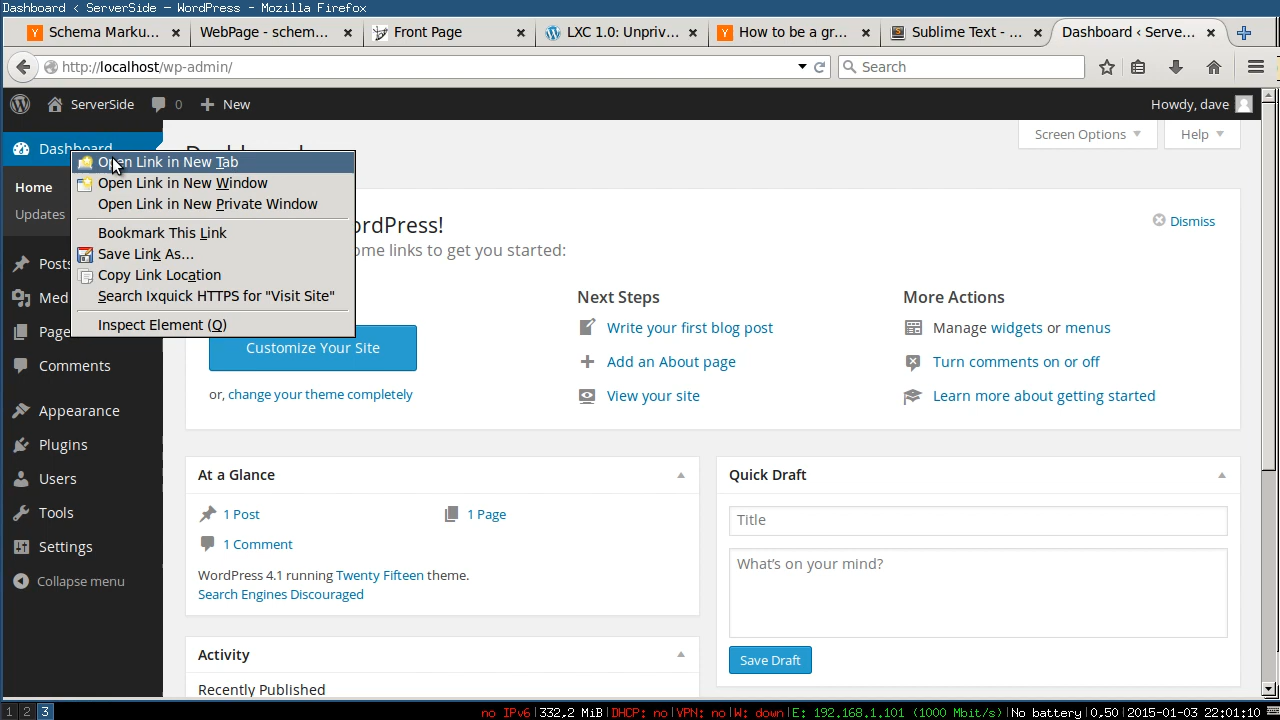 Dashboard ‹ ServerSide — WordPress - Mozilla Firefox
Schema Marku... × WebPage - schem... × Front Page × LXC 1.0: Unpriv... × How to be a gr... × Sublime Text - ... × Dashboard ‹ Serve... ×
http://localhost/wp-admin/ Search
ServerSide 0 + New Howdy, dave
Dashboard
Screen Options Help
Open Link in New Tab
Open Link in New Window
Open Link in New Private Window
Bookmark This Link
Save Link As...
Copy Link Location
Search Ixquick HTTPS for "Visit Site"
Inspect Element (Q)
Home
Updates
Posts
Med
Page
Comments
Appearance
Plugins
Users
Tools
Settings
Collapse menu
ordPress!
ome links to get you started:
Dismiss
Customize Your Site
or, change your theme completely
Next Steps
Write your first blog post
Add an About page
View your site
More Actions
Manage widgets or menus
Turn comments on or off
Learn more about getting started
At a Glance
1 Post 1 Page
1 Comment
WordPress 4.1 running Twenty Fifteen theme.
Search Engines Discouraged
Activity
Recently Published
Quick Draft
Title
What's on your mind?
Save Draft
1 2 3 no IPv6|332,2 MiB|DHCP: no|VPN: no|W: down|E: 192.168.1.101 (1000 Mbit/s)|No battery|0,50|2015-01-03 22:01:10